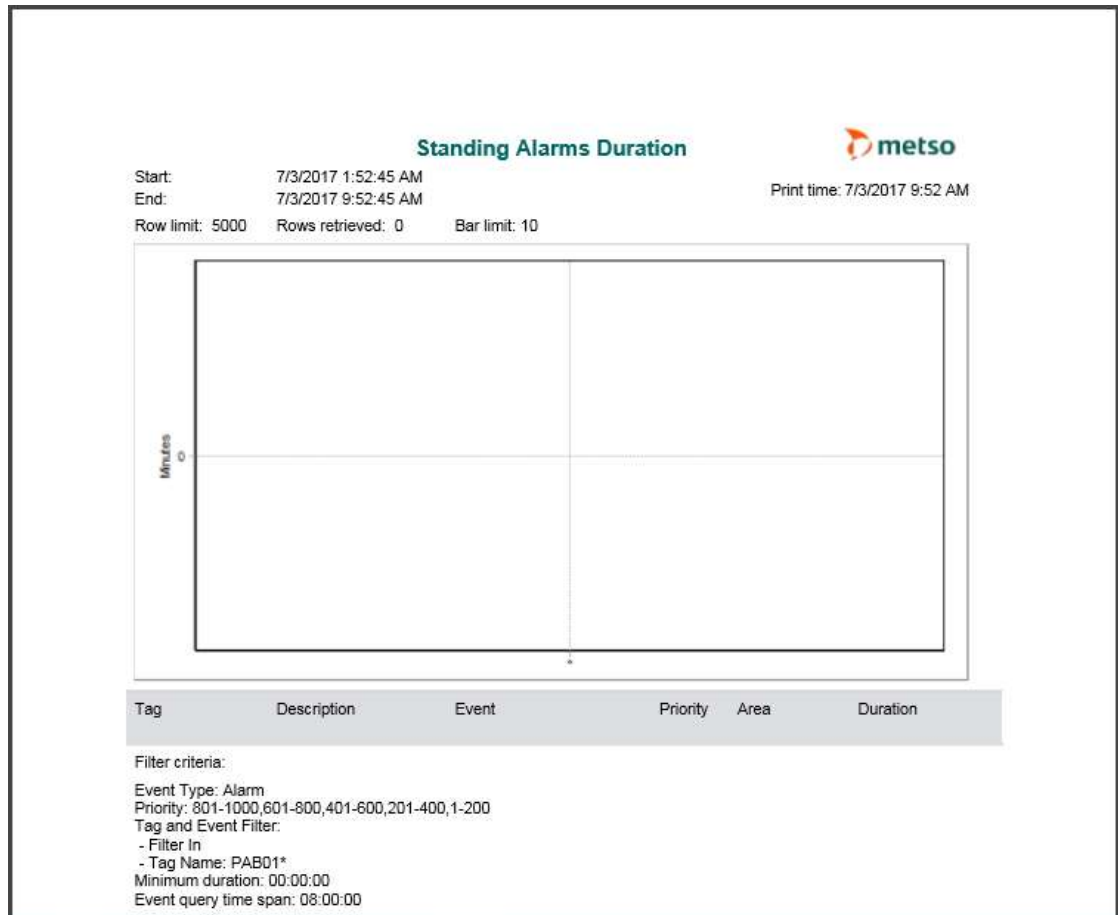 Standing Alarms Duration
metso
Start: 7/3/2017 1:52:45 AM
End: 7/3/2017 9:52:45 AM
Print time: 7/3/2017 9:52 AM
Row limit: 5000 Rows retrieved: 0 Bar limit: 10
Minutes
0
Tag Description Event Priority Area Duration
Filter criteria:
Event Type: Alarm
Priority: 801-1000,601-800,401-600,201-400,1-200
Tag and Event Filter:
- Filter In
- Tag Name: PAB01*
Minimum duration: 00:00:00
Event query time span: 08:00:00